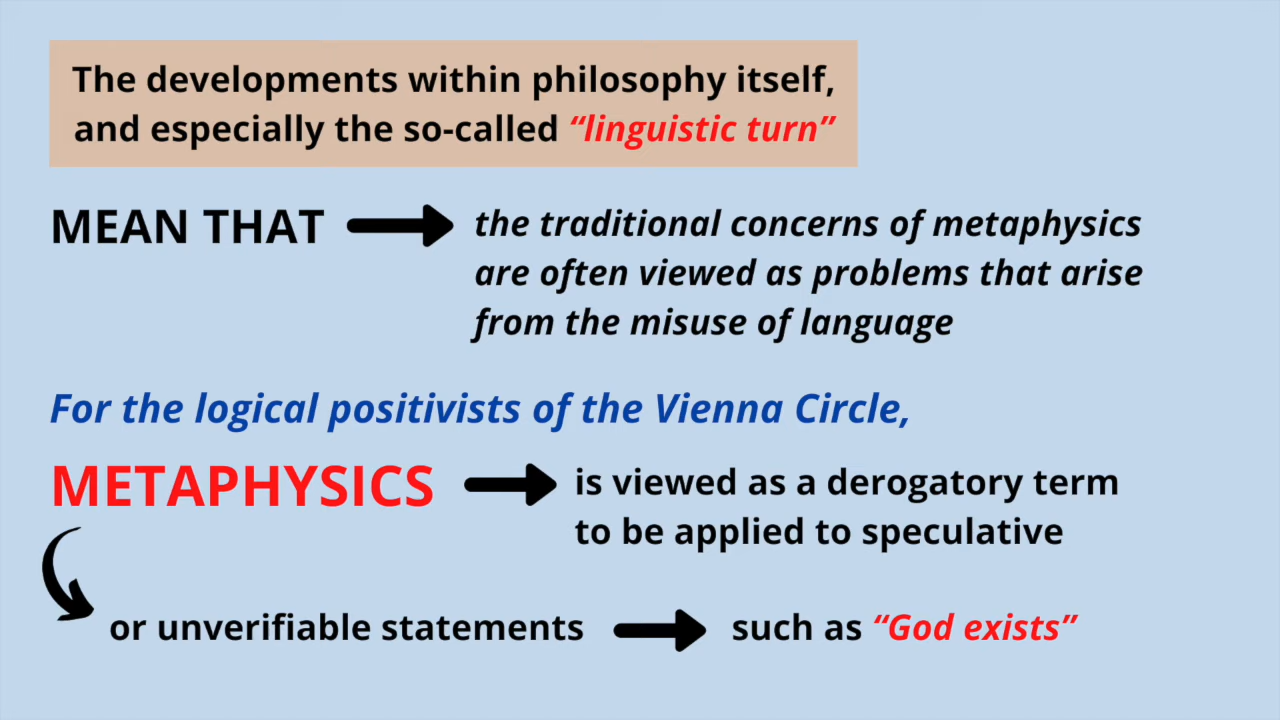 The developments within philosophy itself,
and especially the so-called “linguistic turn”
MEAN THAT
the traditional concerns of metaphysics
are often viewed as problems that arise
from the misuse of language
For the logical positivists of the Vienna Circle,
METAPHYSICS
is viewed as a derogatory term
to be applied to speculative
or unverifiable statements
such as “God exists”